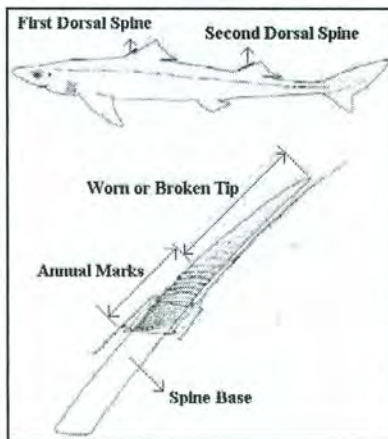 First Dorsal Spine
Second Dorsal Spine
Worn or Broken Tip
Annual Marks
Spine Base